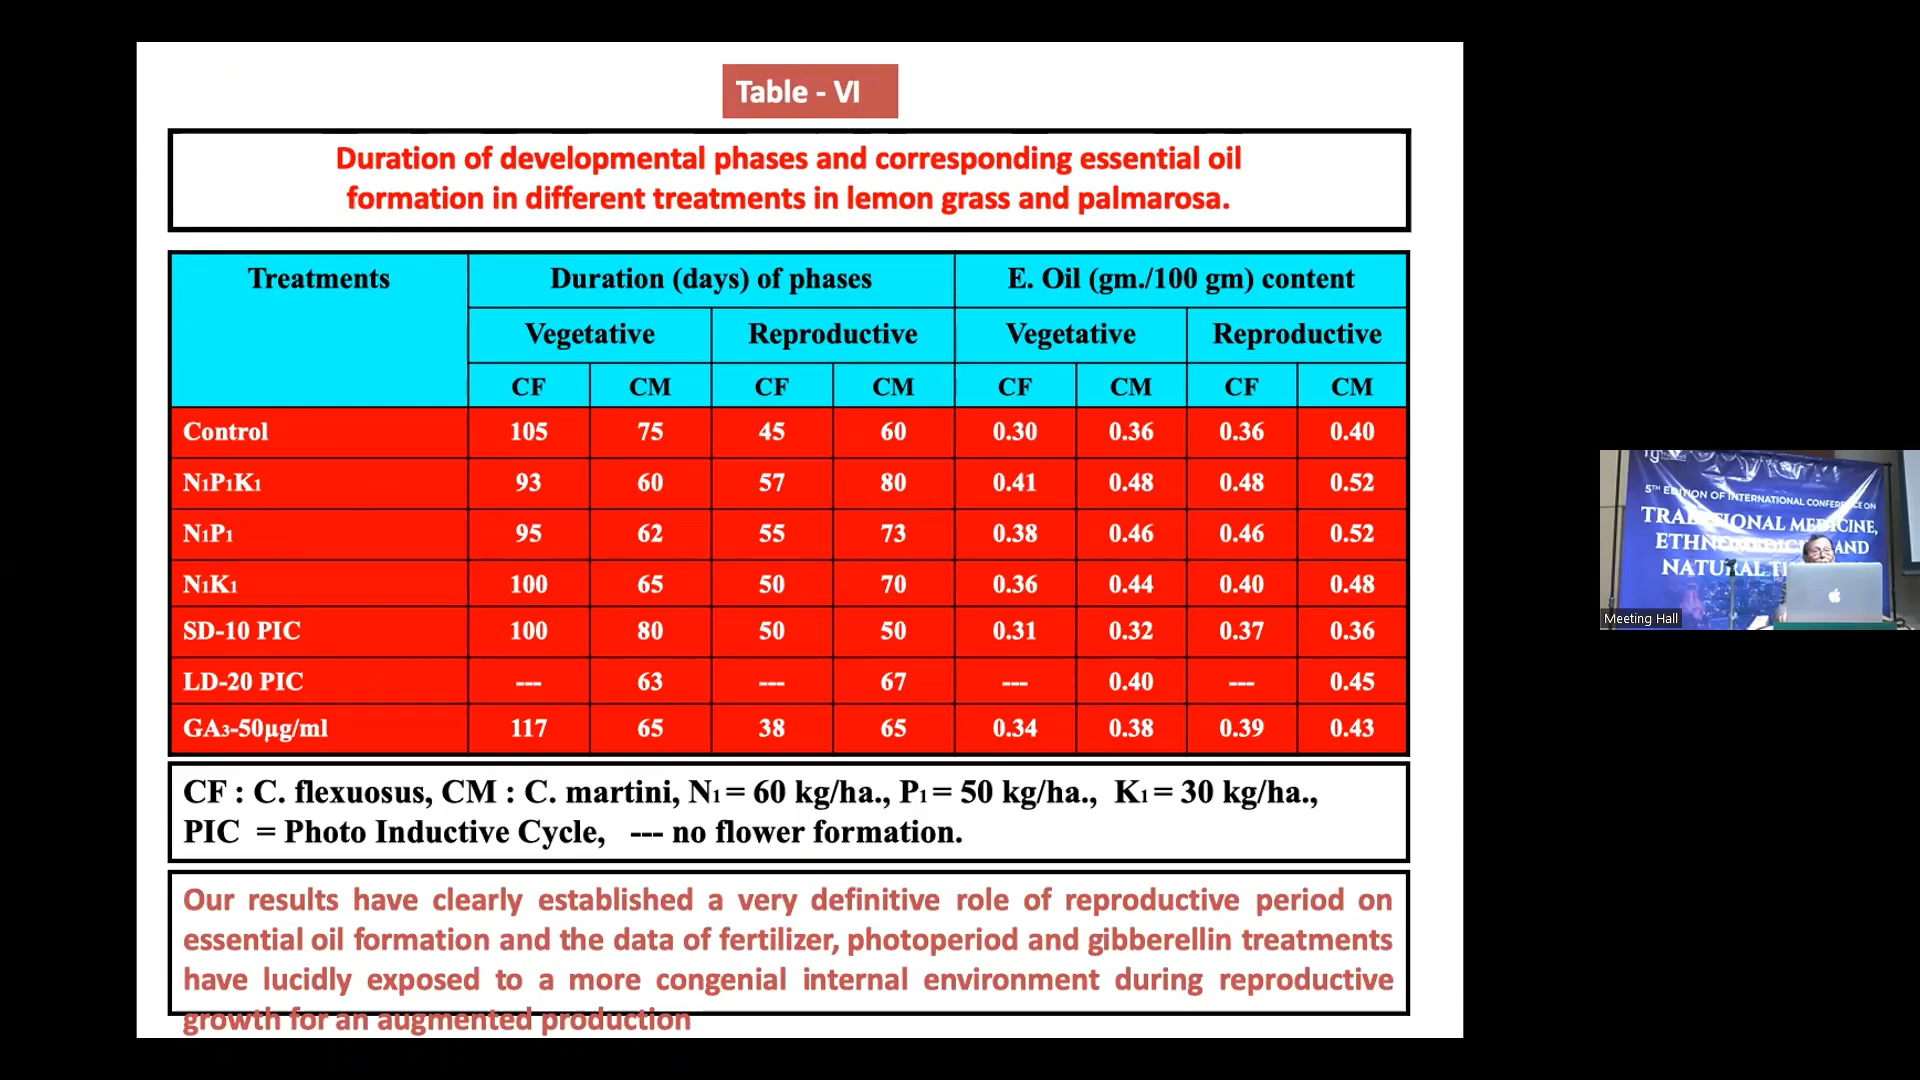 Table - VI
Duration of developmental phases and corresponding essential oil
formation in different treatments in lemon grass and palmarosa.
Treatments Duration (days) of phases E. Oil (gm./100 gm) content
Vegetative Reproductive Vegetative Reproductive
CF CM CF CM CF CM CF CM
Control 105 75 45 60 0.30 0.36 0.36 0.40
N1P1K1 93 60 57 80 0.41 0.48 0.48 0.52
N1P1 95 62 55 73 0.38 0.46 0.46 0.52
N1K1 100 65 50 70 0.36 0.44 0.40 0.48
SD-10 PIC 100 80 50 50 0.31 0.32 0.37 0.36
LD-20 PIC --- 63 --- 67 --- 0.40 --- 0.45
GA3-50µg/ml 117 65 38 65 0.34 0.38 0.39 0.43
CF : C. flexuosus, CM : C. martini, N1 = 60 kg/ha., P1 = 50 kg/ha., K1 = 30 kg/ha.,
PIC = Photo Inductive Cycle, --- no flower formation.
Our results have clearly established a very definitive role of reproductive period on
essential oil formation and the data of fertilizer, photoperiod and gibberellin treatments
have lucidly exposed to a more congenial internal environment during reproductive
growth for an augmented production
5TH EDITION OF INTERNATIONAL CONFERENCE ON
TRADITIONAL MEDICINE,
AND
NATURAL
Meeting Hall